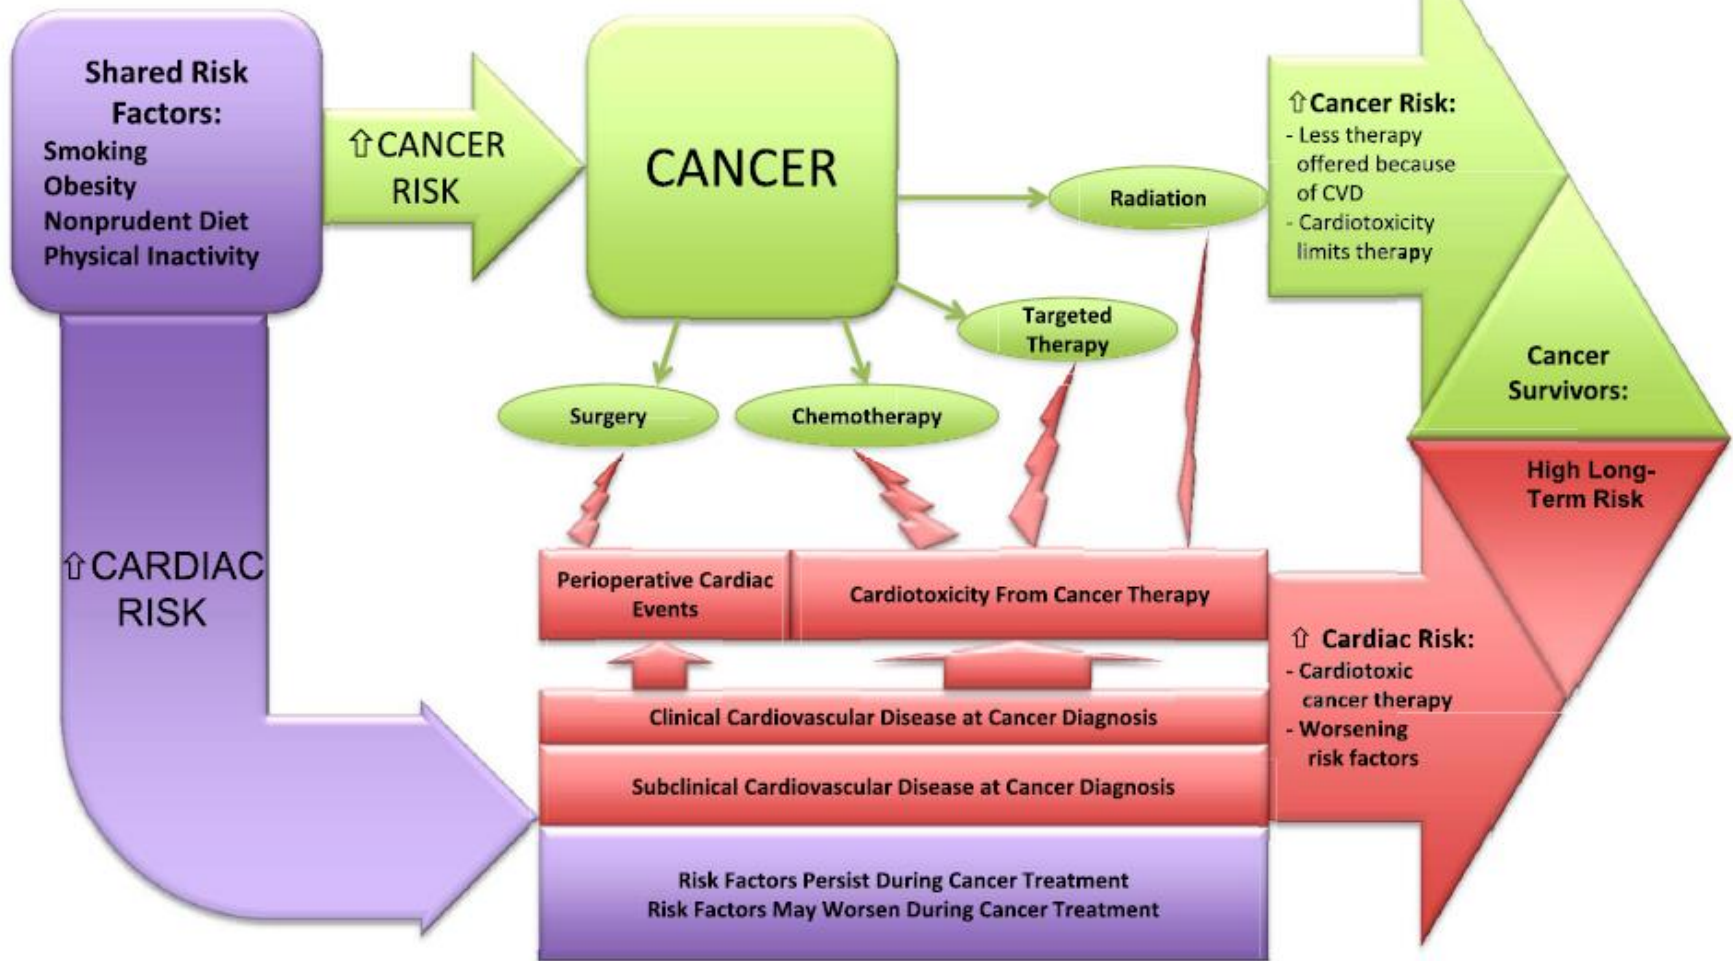 Shared Risk
Factors:
Smoking
Obesity
Nonprudent Diet
Physical Inactivity
⇧CANCER
RISK
CANCER
Radiation
Targeted
Therapy
Surgery
Chemotherapy
⇧Cancer Risk:
- Less therapy
offered because
of CVD
- Cardiotoxicity
limits therapy
Cancer
Survivors:
High Long-
Term Risk
⇧CARDIAC
RISK
Perioperative Cardiac
Events
Cardiotoxicity From Cancer Therapy
Clinical Cardiovascular Disease at Cancer Diagnosis
Subclinical Cardiovascular Disease at Cancer Diagnosis
Risk Factors Persist During Cancer Treatment
Risk Factors May Worsen During Cancer Treatment
⇧ Cardiac Risk:
- Cardiotoxic
cancer therapy
- Worsening
risk factors